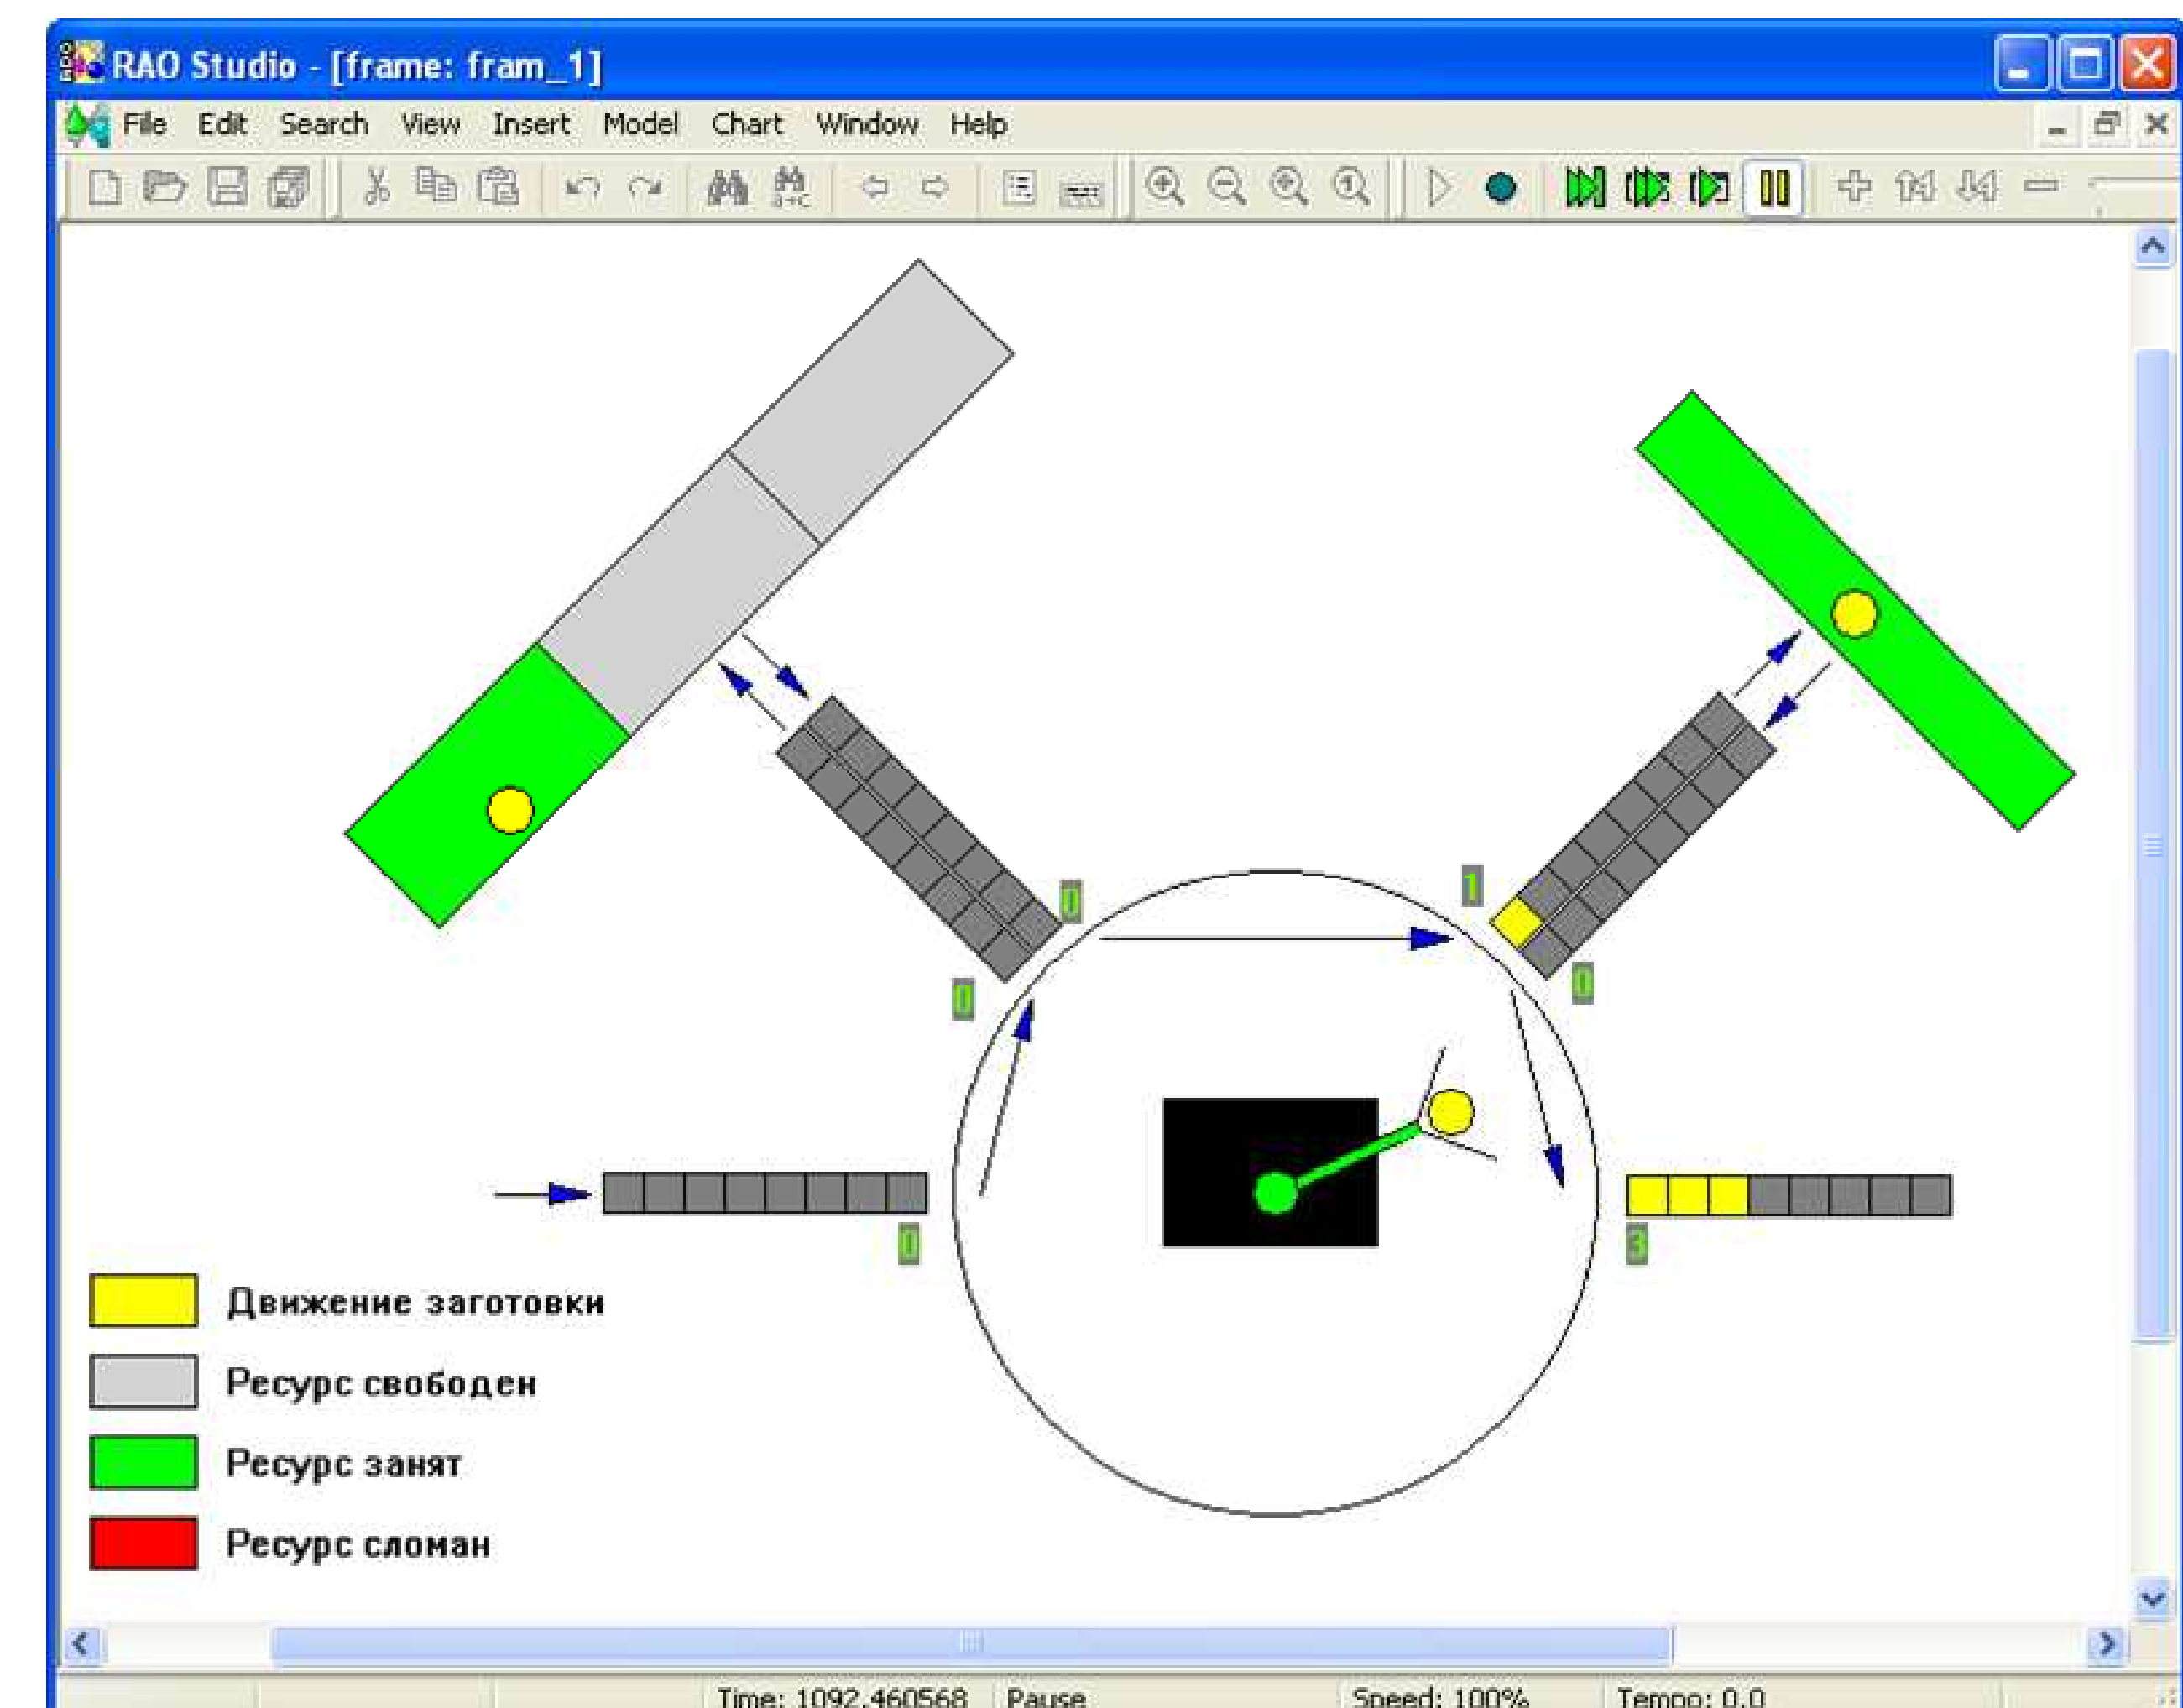 RAO Studio - [frame: fram_1]
File Edit Search View Insert Model Chart Window Help
0
1
0
0
0
3
Движение заготовки
Ресурс свободен
Ресурс занят
Ресурс сломан
Time: 1092.460568 Pause Speed: 100% Tempo: 0.0